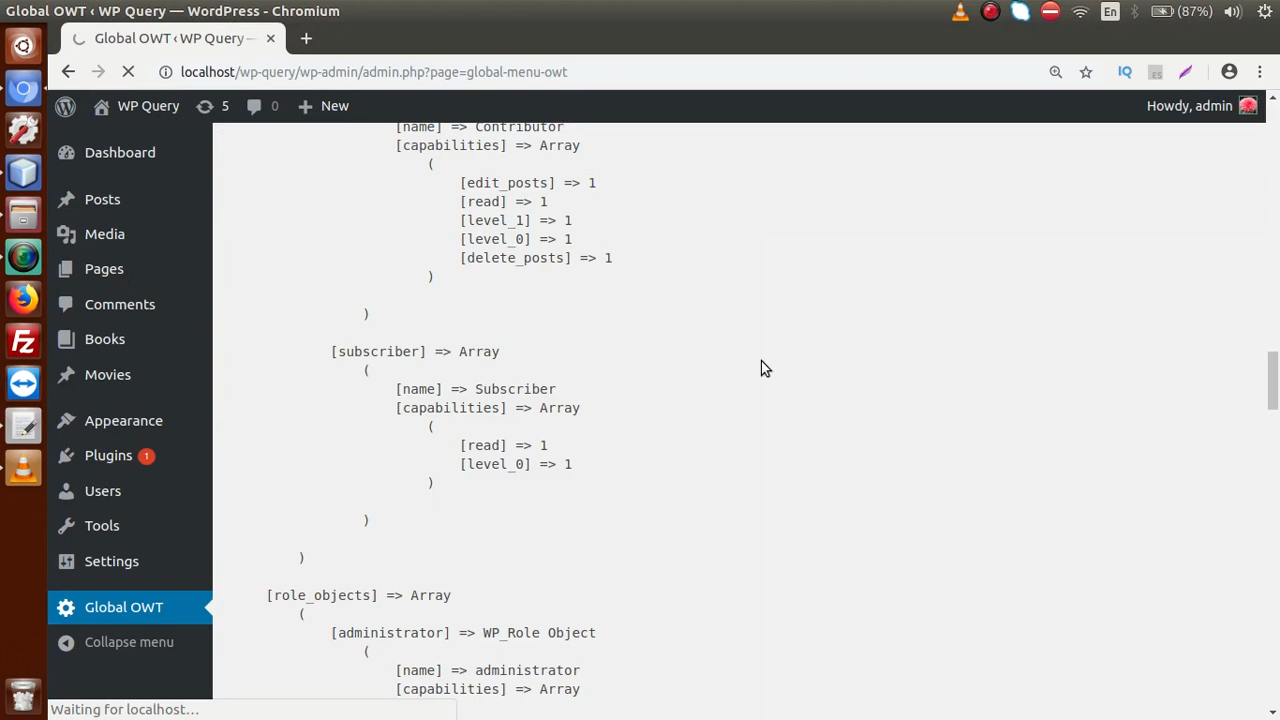 Global OWT ‹ WP Query — WordPress - Chromium
En
(87%)
Global OWT ‹ WP Query —
localhost/wp-query/wp-admin/admin.php?page=global-menu-owt
IQ
ES
WP Query
5
0
New
Howdy, admin
Dashboard
Posts
Media
Pages
Comments
Books
Movies
Appearance
Plugins 1
Users
Tools
Settings
Global OWT
Collapse menu
[name] => Contributor
[capabilities] => Array
(
[edit_posts] => 1
[read] => 1
[level_1] => 1
[level_0] => 1
[delete_posts] => 1
)
)
[subscriber] => Array
(
[name] => Subscriber
[capabilities] => Array
(
[read] => 1
[level_0] => 1
)
)
)
[role_objects] => Array
(
[administrator] => WP_Role Object
(
[name] => administrator
[capabilities] => Array
Waiting for localhost…